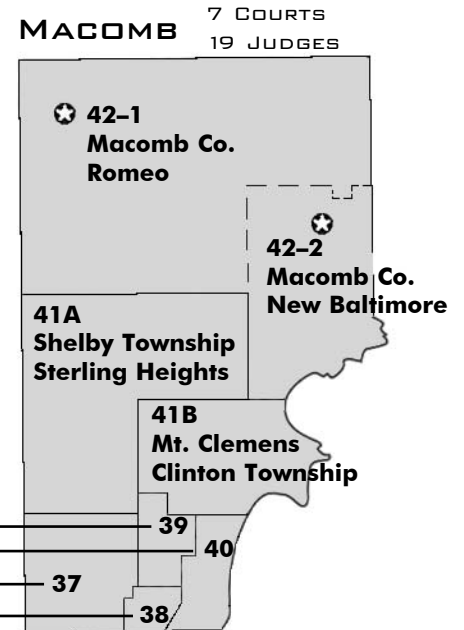 MACOMB
7 COURTS
19 JUDGES
42–1
Macomb Co.
Romeo
42–2
Macomb Co.
New Baltimore
41A
Shelby Township
Sterling Heights
41B
Mt. Clemens
Clinton Township
39
40
37
38